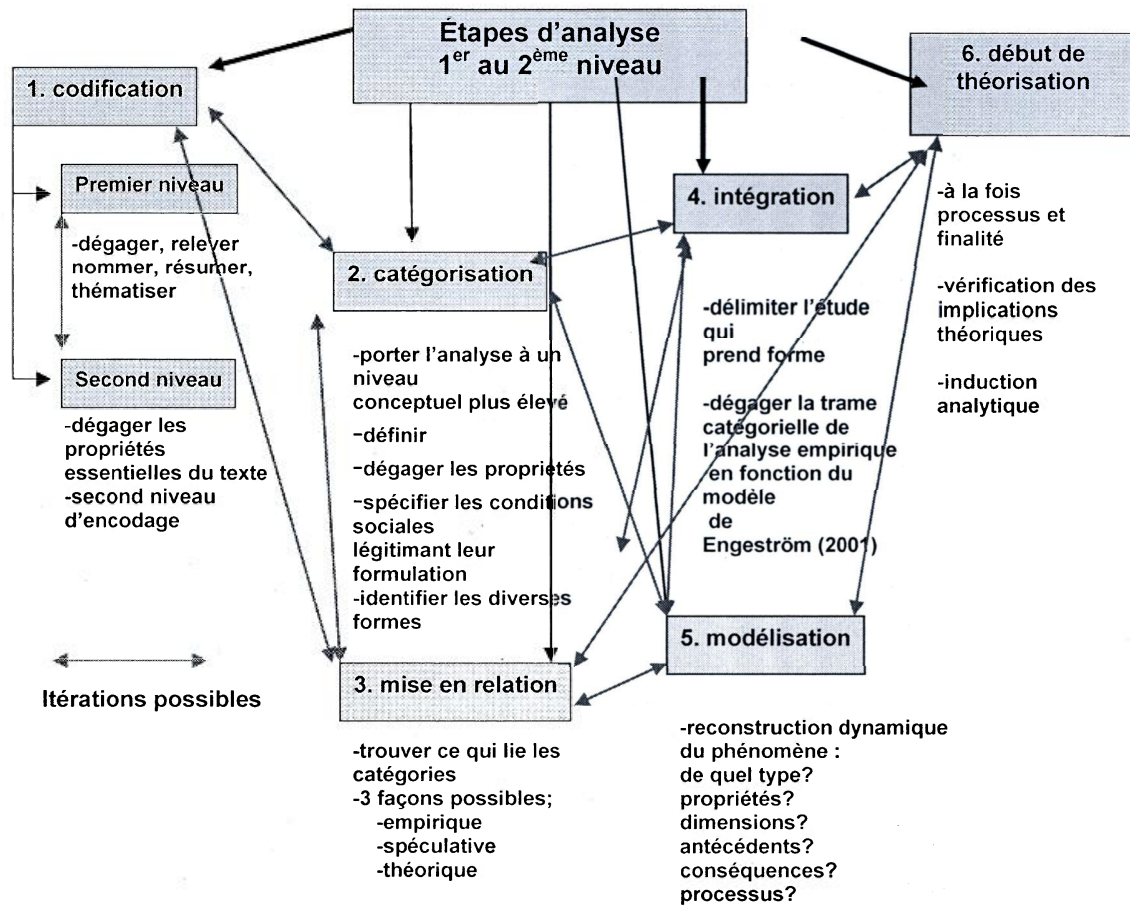 Étapes d’analyse
1er au 2ème niveau
1. codification
Premier niveau
-dégager, relever
nommer, résumer,
thématiser
Second niveau
-dégager les
propriétés
essentielles du texte
-second niveau
d’encodage
Itérations possibles
2. catégorisation
-porter l’analyse à un
niveau
conceptuel plus élevé
-définir
-dégager les propriétés
-spécifier les conditions
sociales
légitimant leur
formulation
-identifier les diverses
formes
3. mise en relation
-trouver ce qui lie les
catégories
-3 façons possibles;
-empirique
-spéculative
-théorique
4. intégration
-délimiter l’étude
qui
prend forme
-dégager la trame
catégorielle de
l’analyse empirique
en fonction du
modèle
de
Engeström (2001)
5. modélisation
-reconstruction dynamique
du phénomène :
de quel type?
propriétés?
dimensions?
antécédents?
conséquences?
processus?
6. début de
théorisation
-à la fois
processus et
finalité
-vérification des
implications
théoriques
-induction
analytique